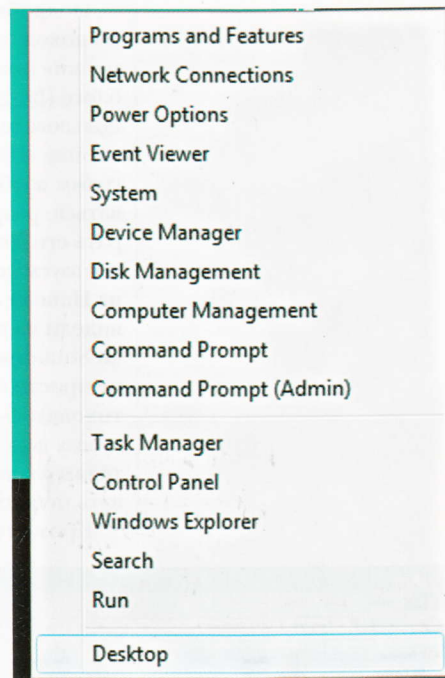 Programs and Features
Network Connections
Power Options
Event Viewer
System
Device Manager
Disk Management
Computer Management
Command Prompt
Command Prompt (Admin)
Task Manager
Control Panel
Windows Explorer
Search
Run
Desktop